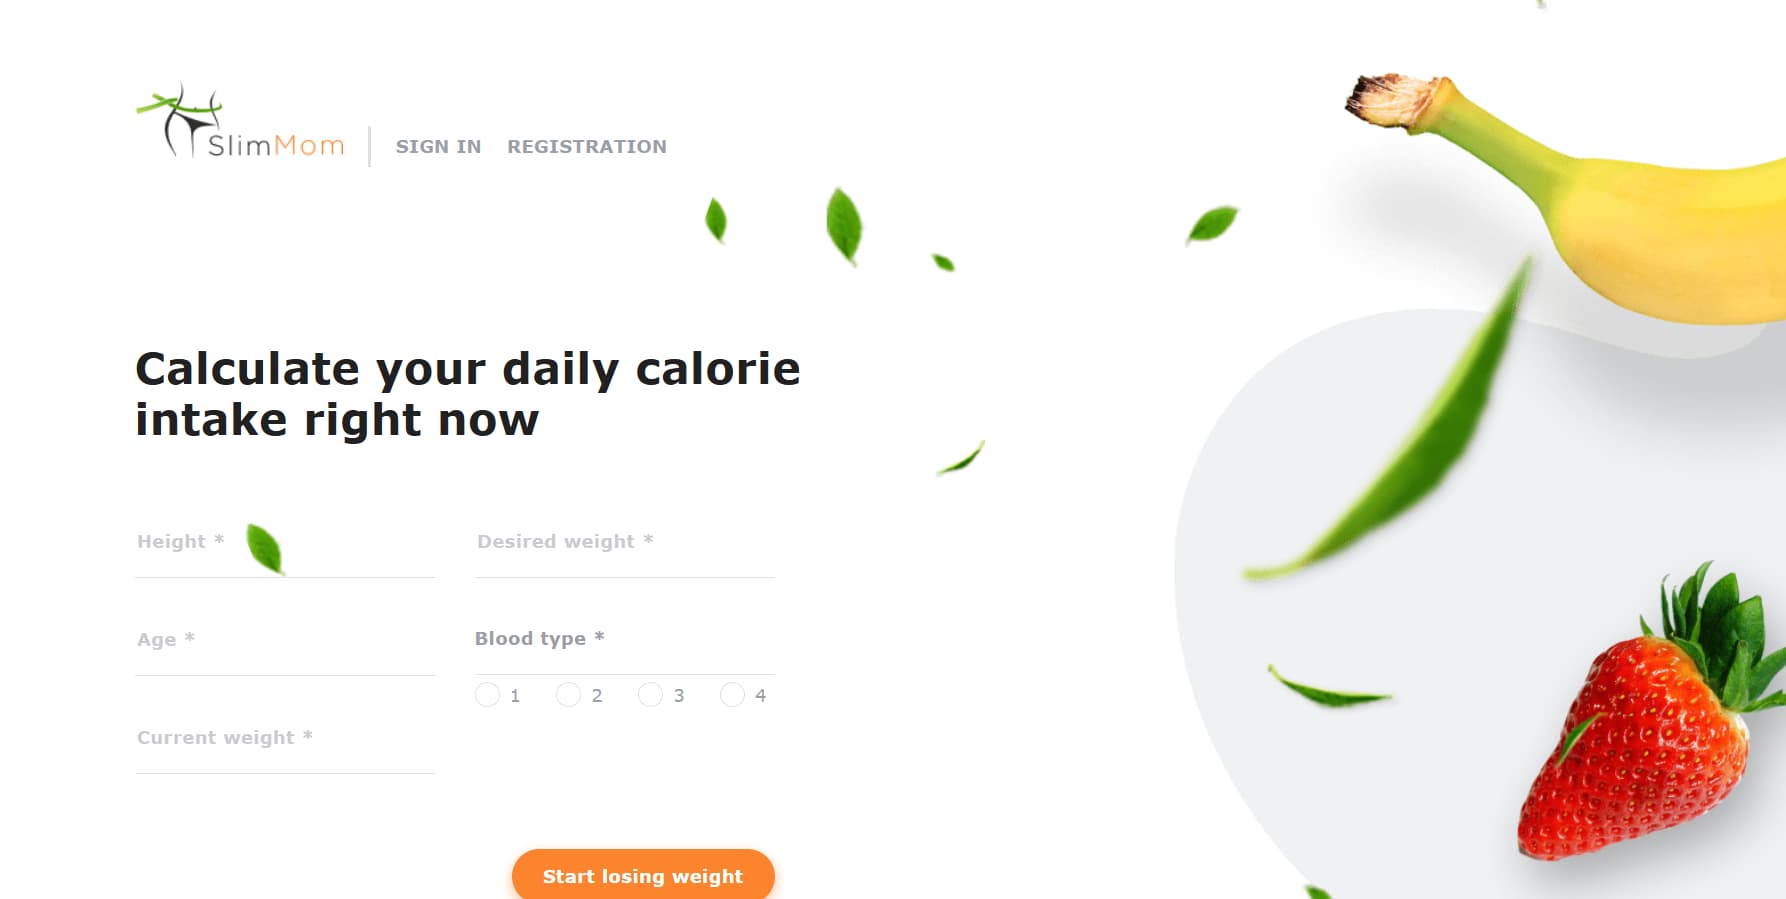 SlimMom
SIGN IN
REGISTRATION
Calculate your daily calorie
intake right now
Height *
Desired weight *
Age *
Blood type *
1 2 3 4
Current weight *
Start losing weight